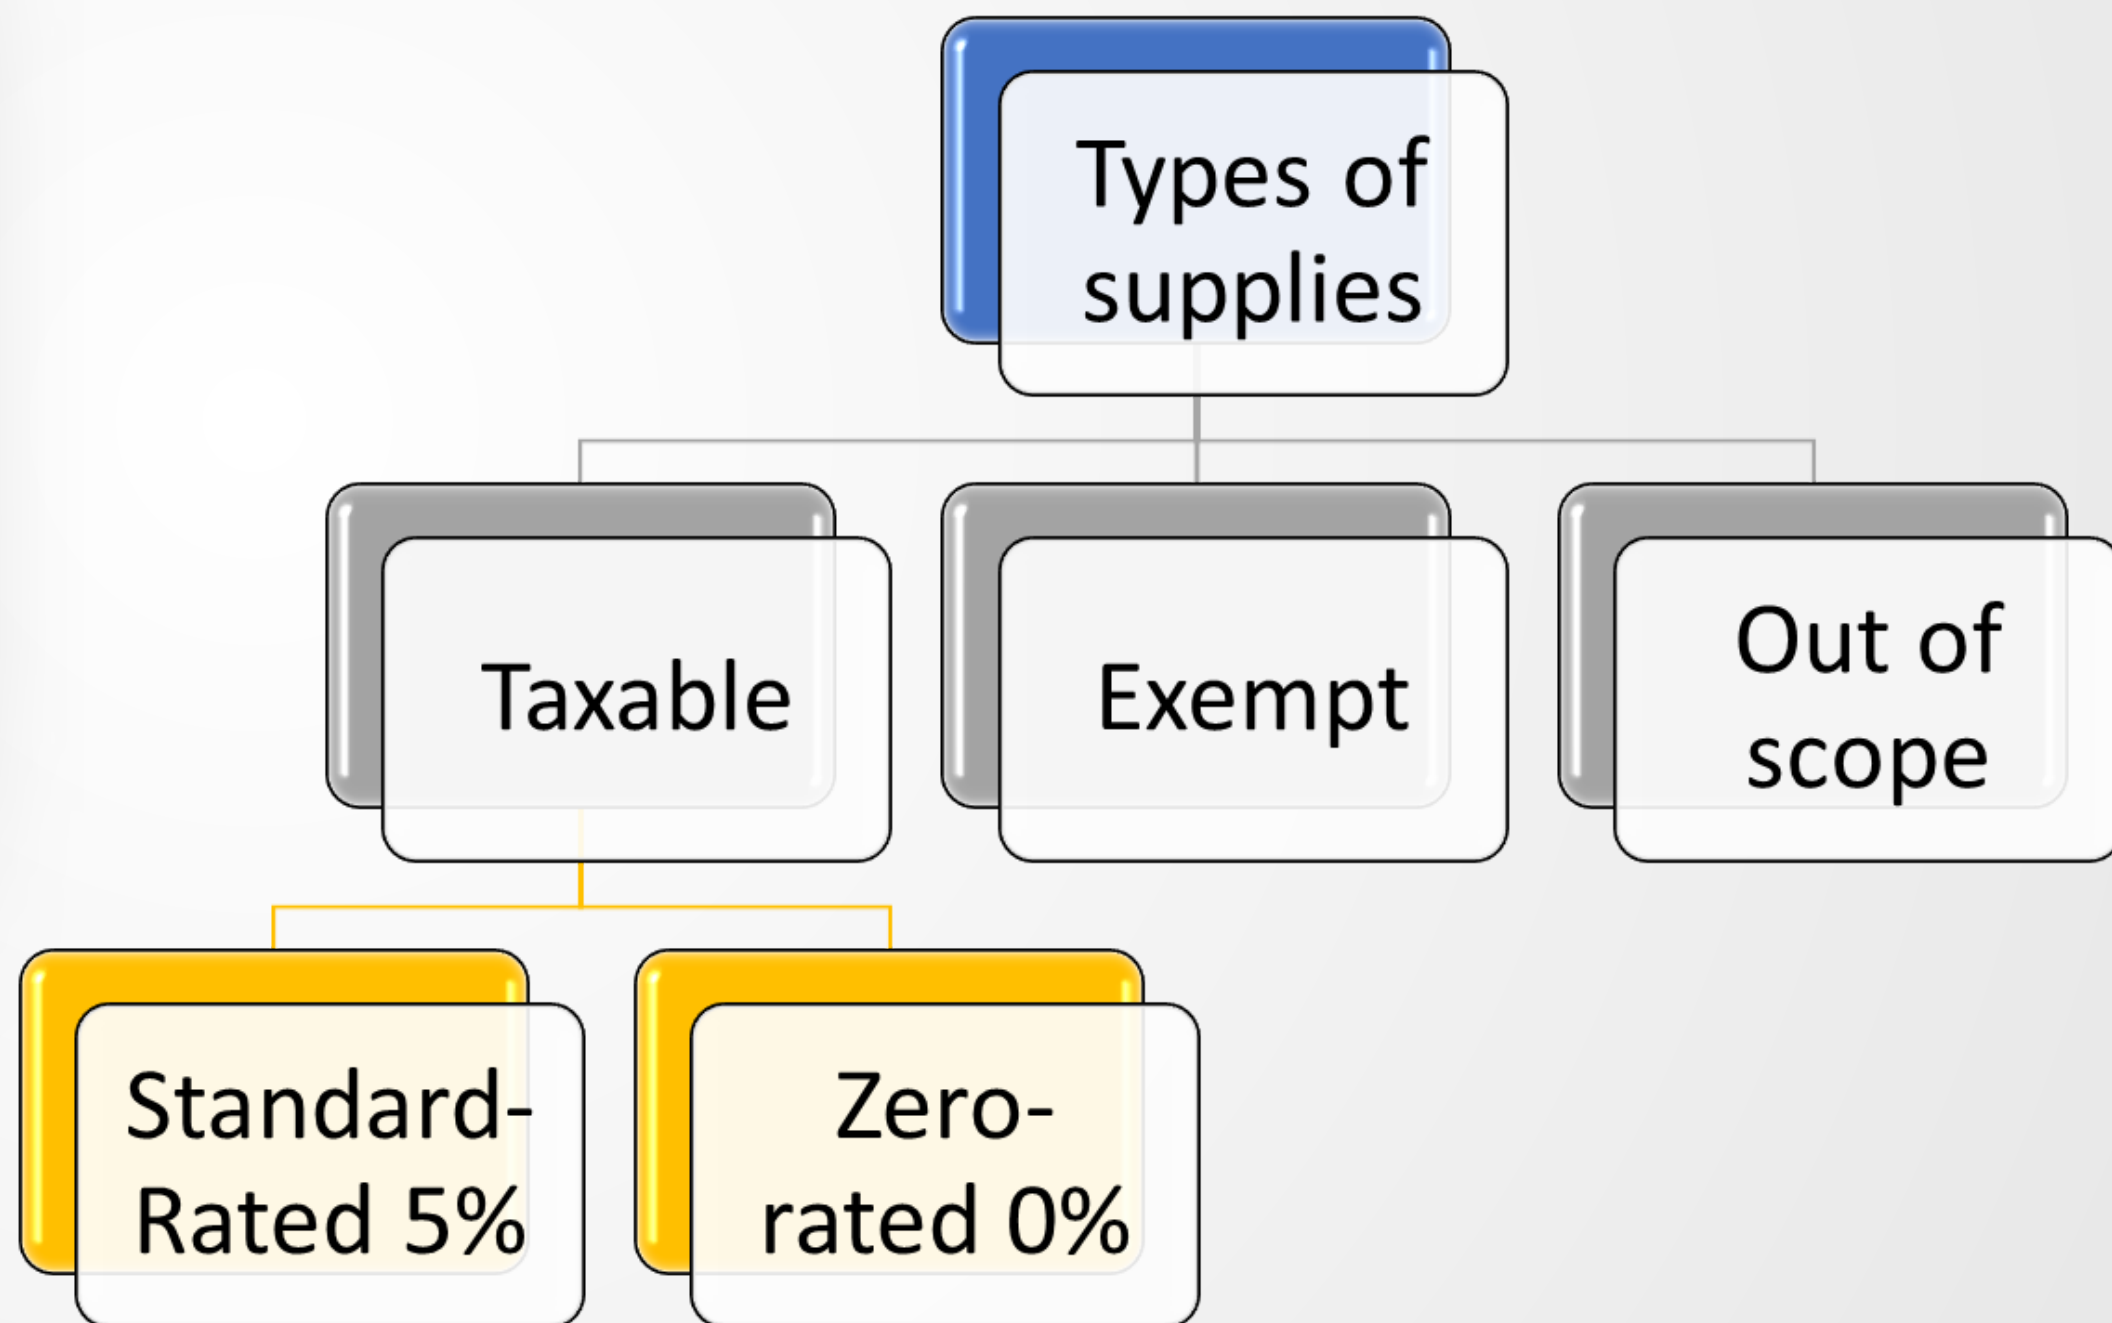 Types of
supplies
Taxable
Exempt
Out of
scope
Standard-
Rated 5%
Zero-
rated 0%